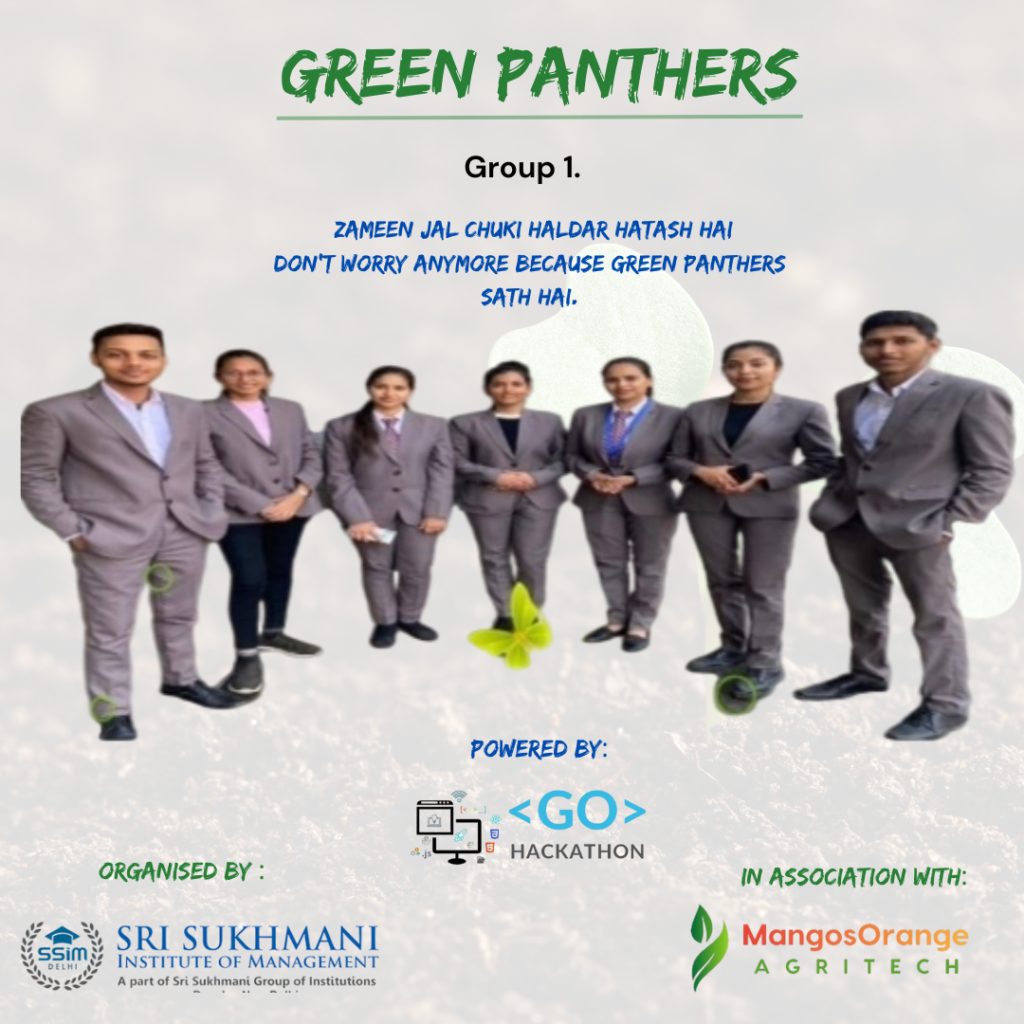 GREEN PANTHERS
Group 1.
ZAMEEN JAL CHUKI HALDAR HATASH HAI
DON'T WORRY ANYMORE BECAUSE GREEN PANTHERS
SATH HAI.
POWERED BY:
<GO>
HACKATHON
ORGANISED BY :
IN ASSOCIATION WITH:
SSIM
DELHI
SRI SUKHMANI
INSTITUTE OF MANAGEMENT
A part of Sri Sukhmani Group of Institutions
MangosOrange
AGRITECH